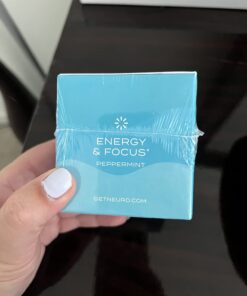 ENERGY
& FOCUS*
PEPPERMINT
GETNEURO.COM